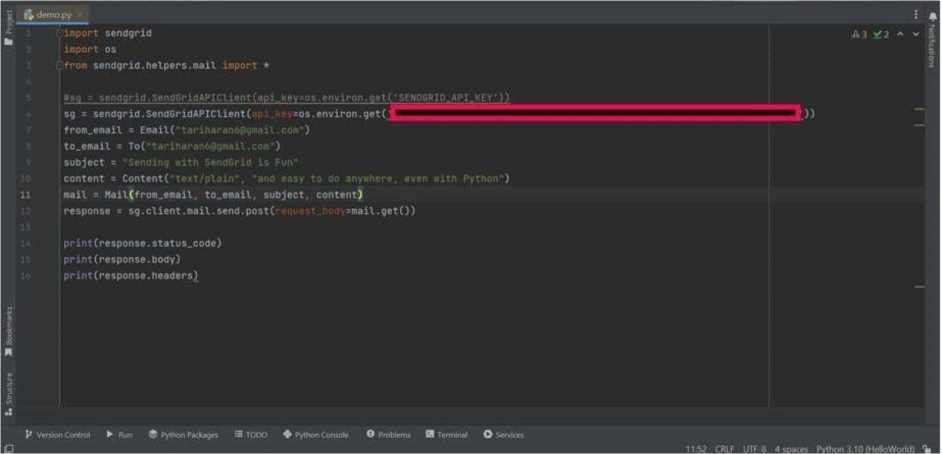 demo.py
Project
3 2
Notifications
1 import sendgrid
2 import os
3 from sendgrid.helpers.mail import *
4
5 #sg = sendgrid.SendGridAPIClient(api_key=os.environ.get('SENDGRID_API_KEY'))
6 sg = sendgrid.SendGridAPIClient(api_key=os.environ.get(' '))
7 from_email = Email("tariharan6@gmail.com")
8 to_email = To("tariharan6@gmail.com")
9 subject = "Sending with SendGrid is Fun"
10 content = Content("text/plain", "and easy to do anywhere, even with Python")
11 mail = Mail(from_email, to_email, subject, content)
12 response = sg.client.mail.send.post(request_body=mail.get())
13
14 print(response.status_code)
15 print(response.body)
16 print(response.headers)
Bookmarks
Structure
Version Control Run Python Packages TODO Python Console Problems Terminal Services
11:52 CRLF UTF-8 4 spaces Python 3.10 (HelloWorld)